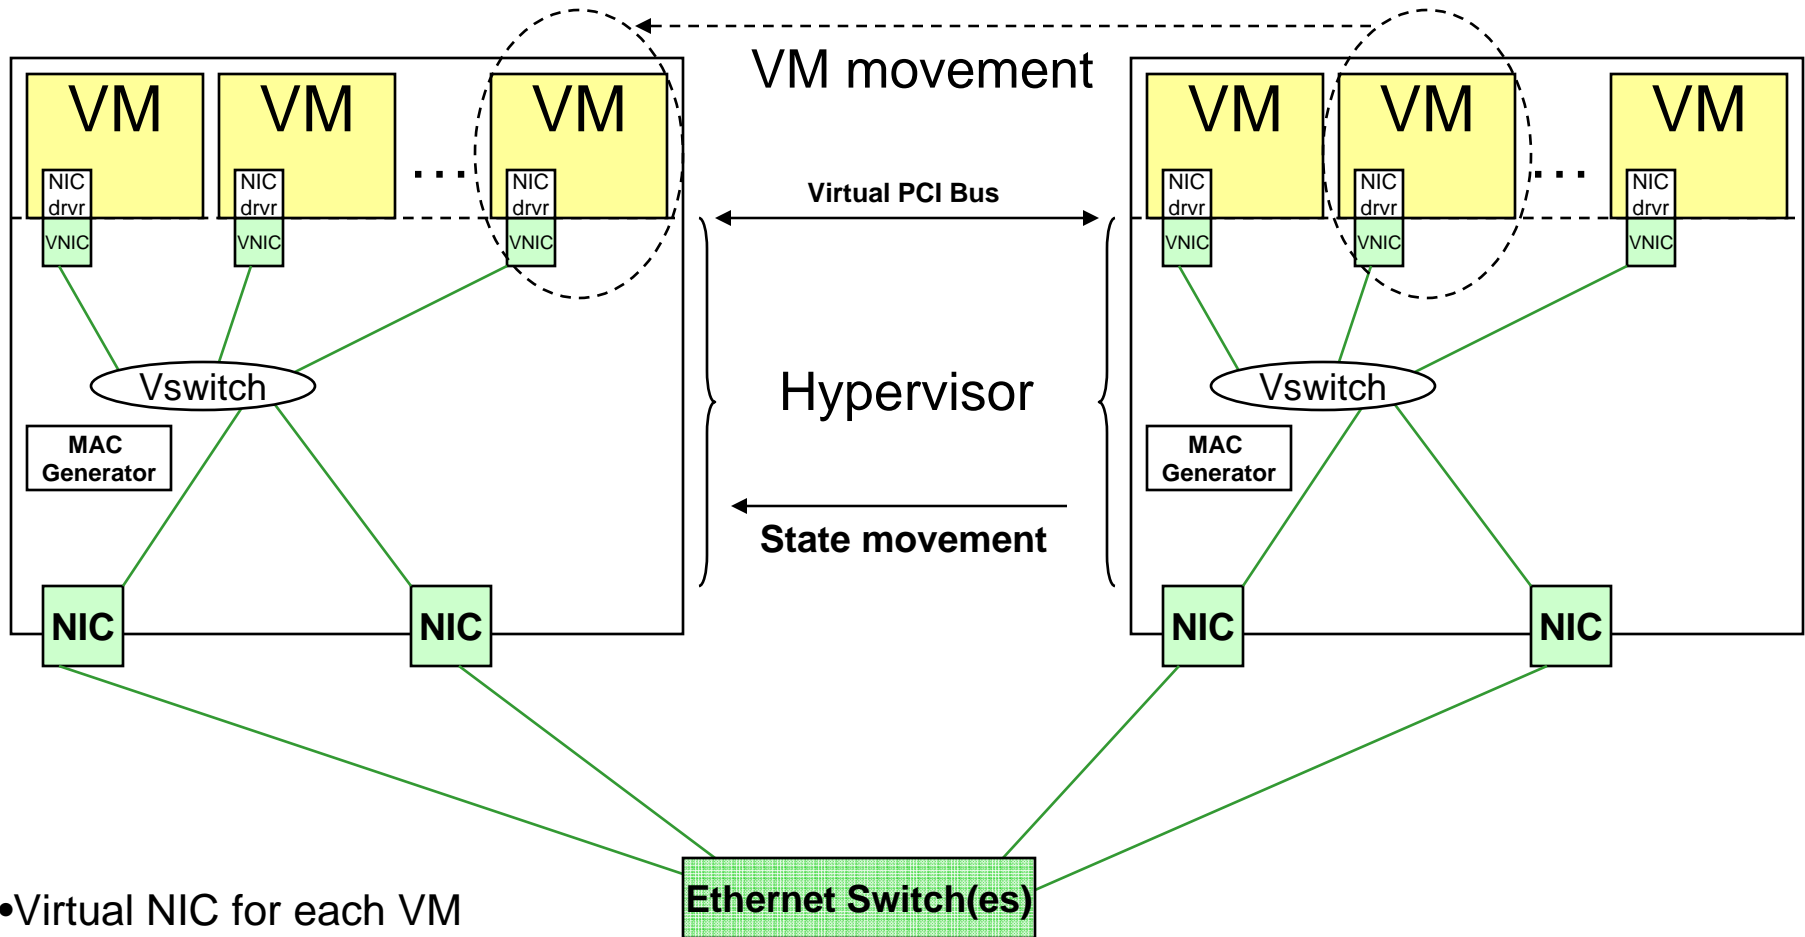 VM movement
VM
VM
VM
VM
VM
VM
...
...
NIC
drvr
NIC
drvr
NIC
drvr
Virtual PCI Bus
NIC
drvr
NIC
drvr
NIC
drvr
VNIC
VNIC
VNIC
VNIC
VNIC
VNIC
Vswitch
Hypervisor
Vswitch
MAC
Generator
MAC
Generator
State movement
NIC
NIC
NIC
NIC
Ethernet Switch(es)
•Virtual NIC for each VM